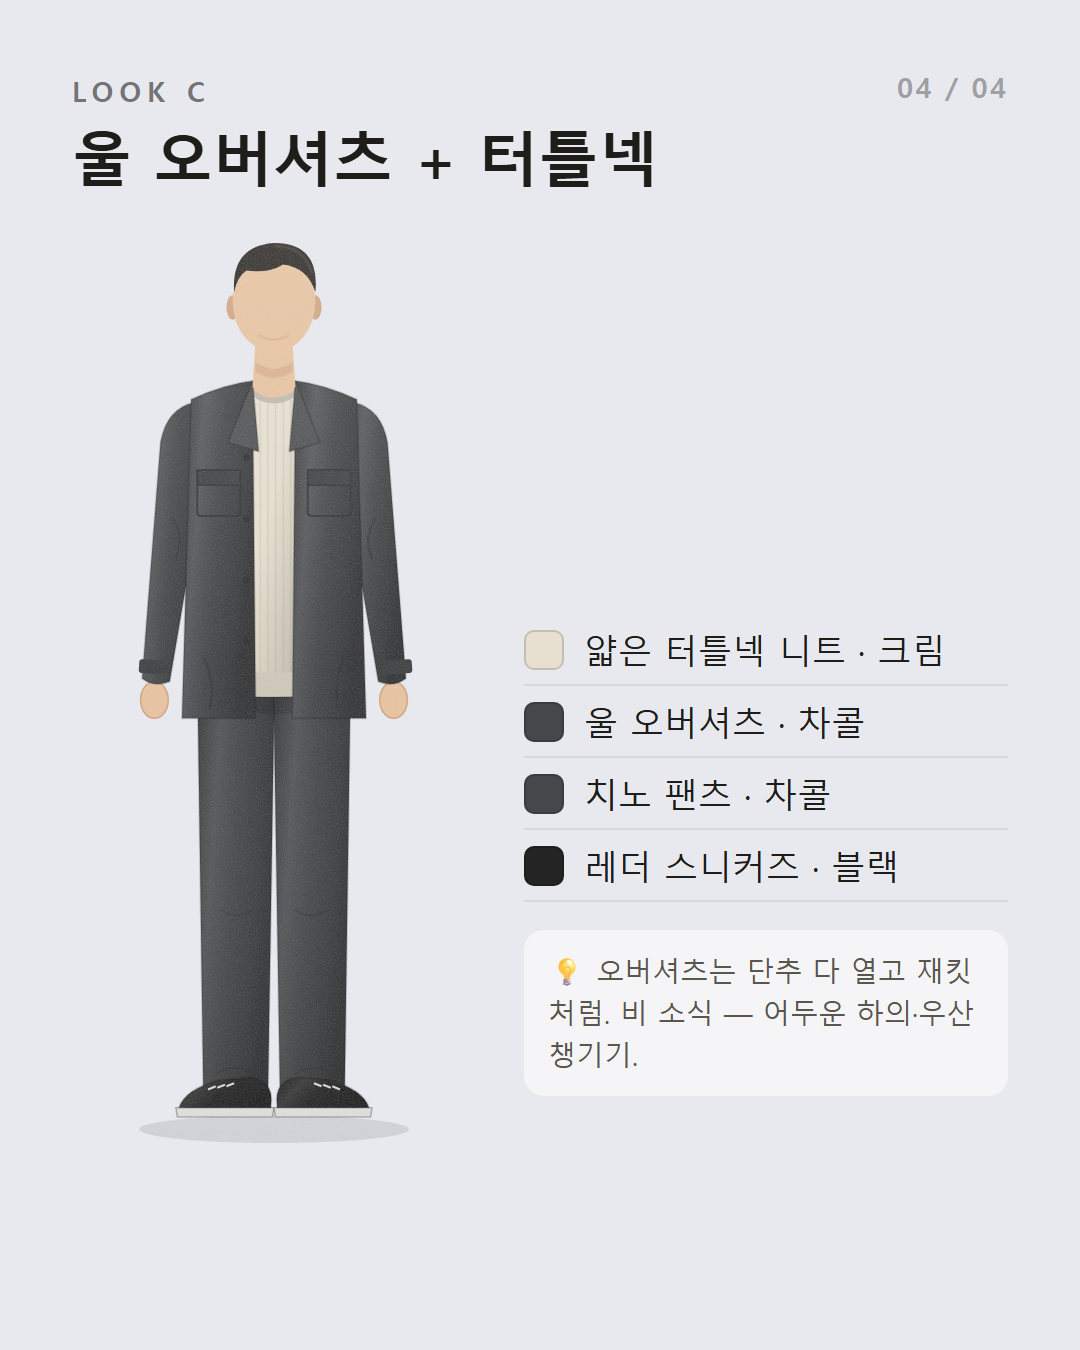 LOOK C
04 / 04
울 오버셔츠 + 터틀넥
얇은 터틀넥 니트 · 크림
울 오버셔츠 · 차콜
치노 팬츠 · 차콜
레더 스니커즈 · 블랙
💡 오버셔츠는 단추 다 열고 재킷
처럼. 비 소식 — 어두운 하의·우산
챙기기.